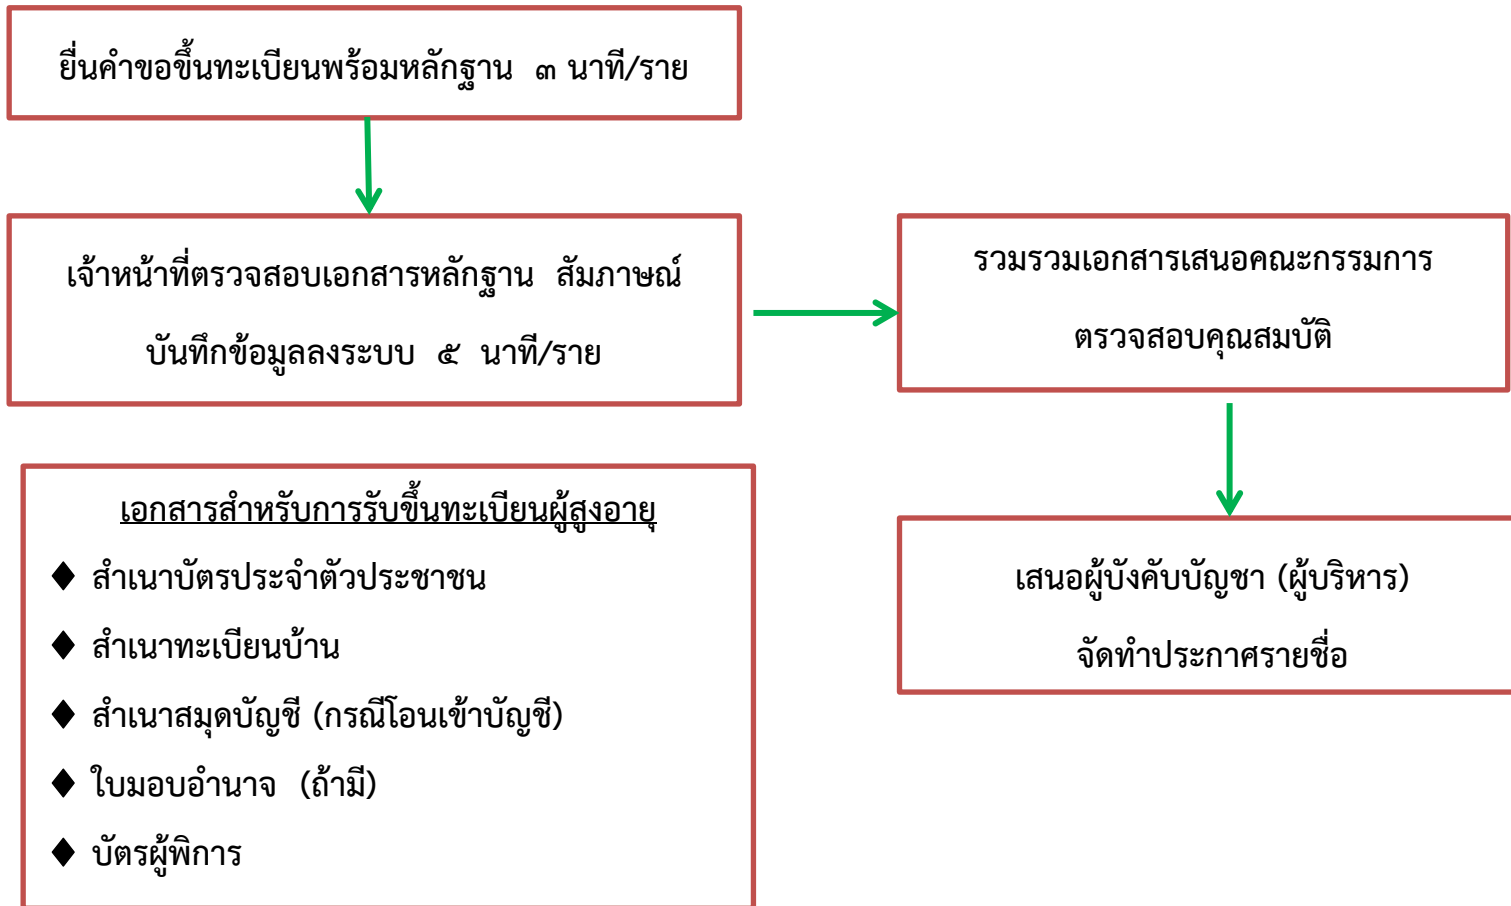 ยื่นคำขอขึ้นทะเบียนพร้อมหลักฐาน ๓ นาที/ราย
เจ้าหน้าที่ตรวจสอบเอกสารหลักฐาน สัมภาษณ์
บันทึกข้อมูลลงระบบ ๕ นาที/ราย
รวมรวมเอกสารเสนอคณะกรรมการ
ตรวจสอบคุณสมบัติ
เสนอผู้บังคับบัญชา (ผู้บริหาร)
จัดทำประกาศรายชื่อ
เอกสารสำหรับการรับขึ้นทะเบียนผู้สูงอายุ
♦ สำเนาบัตรประจำตัวประชาชน
♦ สำเนาทะเบียนบ้าน
♦ สำเนาสมุดบัญชี (กรณีโอนเข้าบัญชี)
♦ ใบมอบอำนาจ (ถ้ามี)
♦ บัตรผู้พิการ